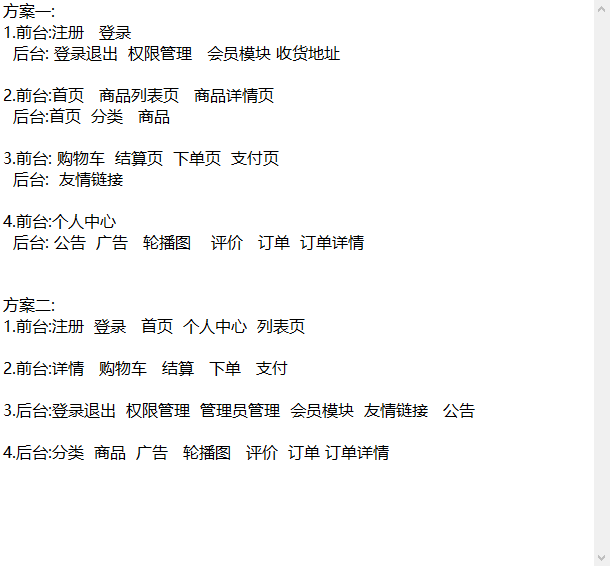 方案一:
1.前台:注册   登录
  后台: 登录退出  权限管理   会员模块 收货地址
2.前台:首页   商品列表页   商品详情页
  后台:首页  分类   商品
3.前台: 购物车  结算页  下单页  支付页
  后台:  友情链接
4.前台:个人中心
  后台: 公告  广告   轮播图    评价   订单  订单详情
方案二:
1.前台:注册  登录   首页  个人中心  列表页
2.前台:详情   购物车   结算   下单   支付
3.后台:登录退出  权限管理  管理员管理  会员模块  友情链接   公告
4.后台:分类  商品  广告   轮播图   评价  订单 订单详情